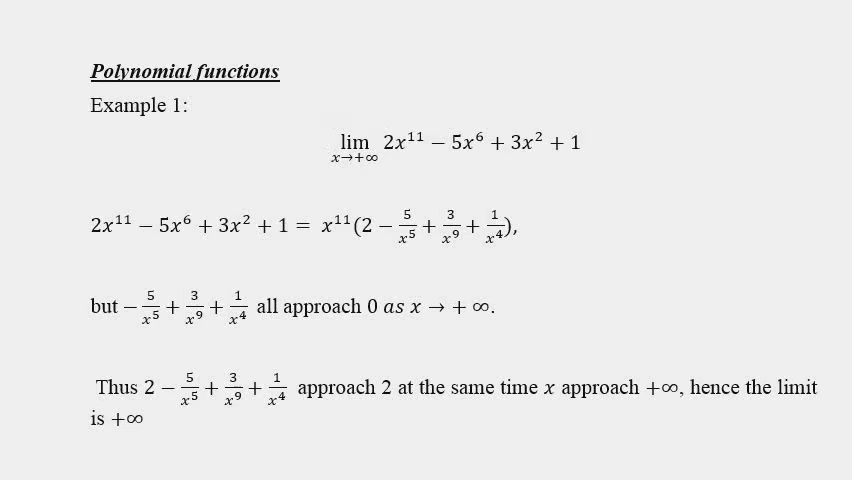 Polynomial functions
Example 1:
lim x→+∞ 2x¹¹ − 5x⁶ + 3x² + 1
2x¹¹ − 5x⁶ + 3x² + 1 = x¹¹(2 − 5/x⁵ + 3/x⁹ + 1/x⁴),
but − 5/x⁵ + 3/x⁹ + 1/x⁴ all approach 0 as x → + ∞.
Thus 2 − 5/x⁵ + 3/x⁹ + 1/x⁴ approach 2 at the same time x approach +∞, hence the limit
is +∞